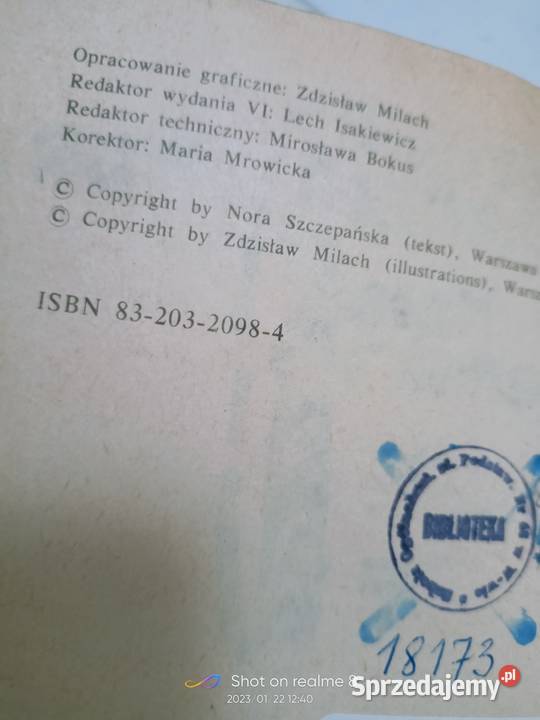 Opracowanie graficzne: Zdzisław Milach
Redaktor wydania VI: Lech Isakiewicz
Redaktor techniczny: Mirosława Bokus
Korektor: Maria Mrowicka
© Copyright by Nora Szczepańska (tekst), Warszawa
© Copyright by Zdzisław Milach (illustrations), Warsz
ISBN 83-203-2098-4
BIBLIOTEKA
18173
Shot on realme 8
2023/01/22 12:40
Sprzedajemy.pl